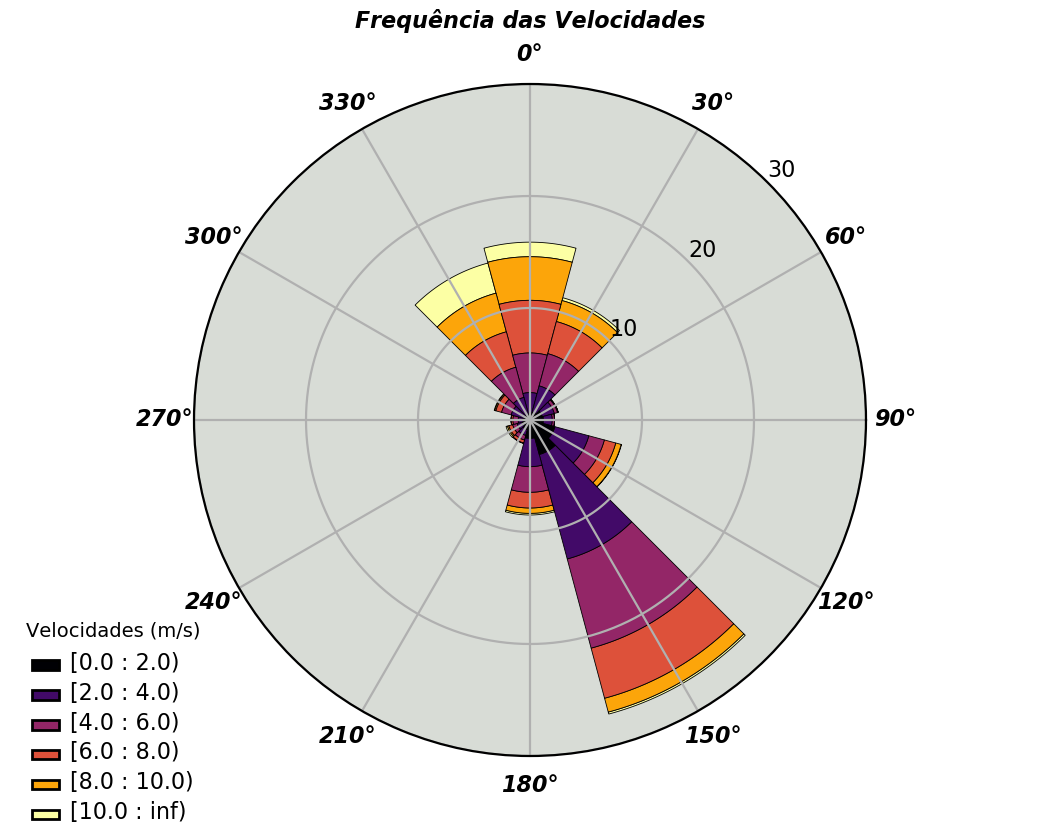 Frequência das Velocidades
0°
330°
30°
30
300°
60°
20
10
270°
90°
240°
120°
210°
150°
180°
Velocidades (m/s)
[0.0 : 2.0)
[2.0 : 4.0)
[4.0 : 6.0)
[6.0 : 8.0)
[8.0 : 10.0)
[10.0 : inf)